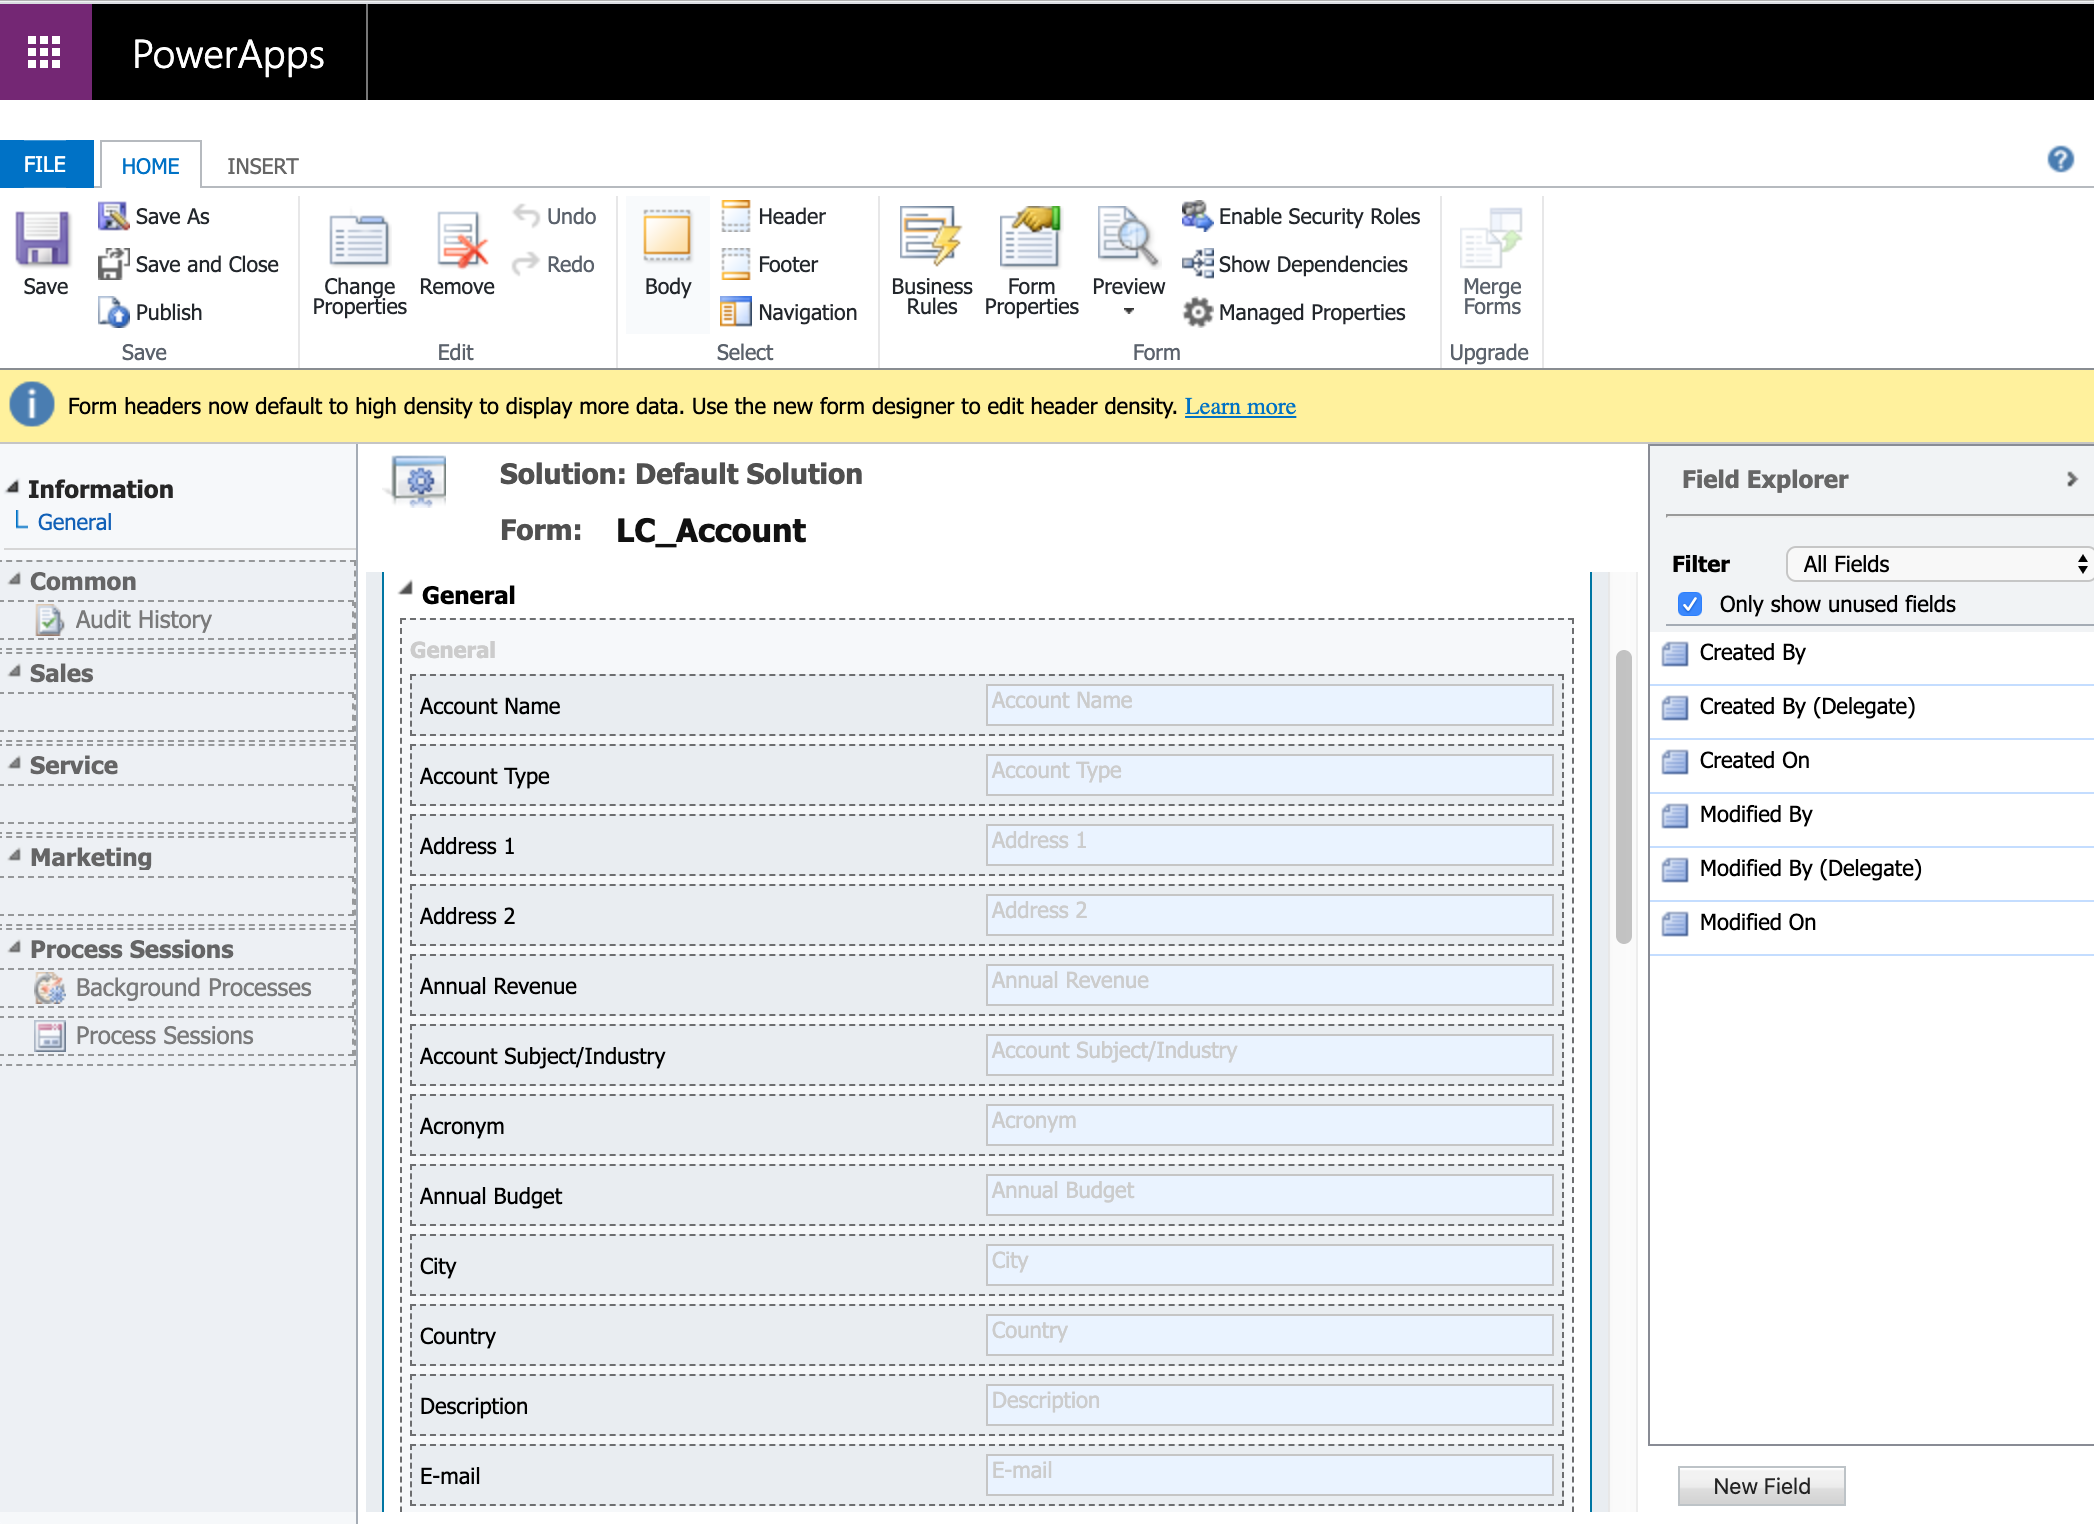 PowerApps
FILE
HOME
INSERT
Save
Save As
Save and Close
Publish
Save
Change Properties
Remove
Undo
Redo
Edit
Body
Header
Footer
Navigation
Select
Business Rules
Form Properties
Preview
Enable Security Roles
Show Dependencies
Managed Properties
Form
Merge Forms
Upgrade
Form headers now default to high density to display more data. Use the new form designer to edit header density. Learn more
Information
General
Common
Audit History
Sales
Service
Marketing
Process Sessions
Background Processes
Process Sessions
Solution: Default Solution
Form: LC_Account
General
General
Account Name Account Name
Account Type Account Type
Address 1 Address 1
Address 2 Address 2
Annual Revenue Annual Revenue
Account Subject/Industry Account Subject/Industry
Acronym Acronym
Annual Budget Annual Budget
City City
Country Country
Description Description
E-mail E-mail
Field Explorer
Filter All Fields
Only show unused fields
Created By
Created By (Delegate)
Created On
Modified By
Modified By (Delegate)
Modified On
New Field